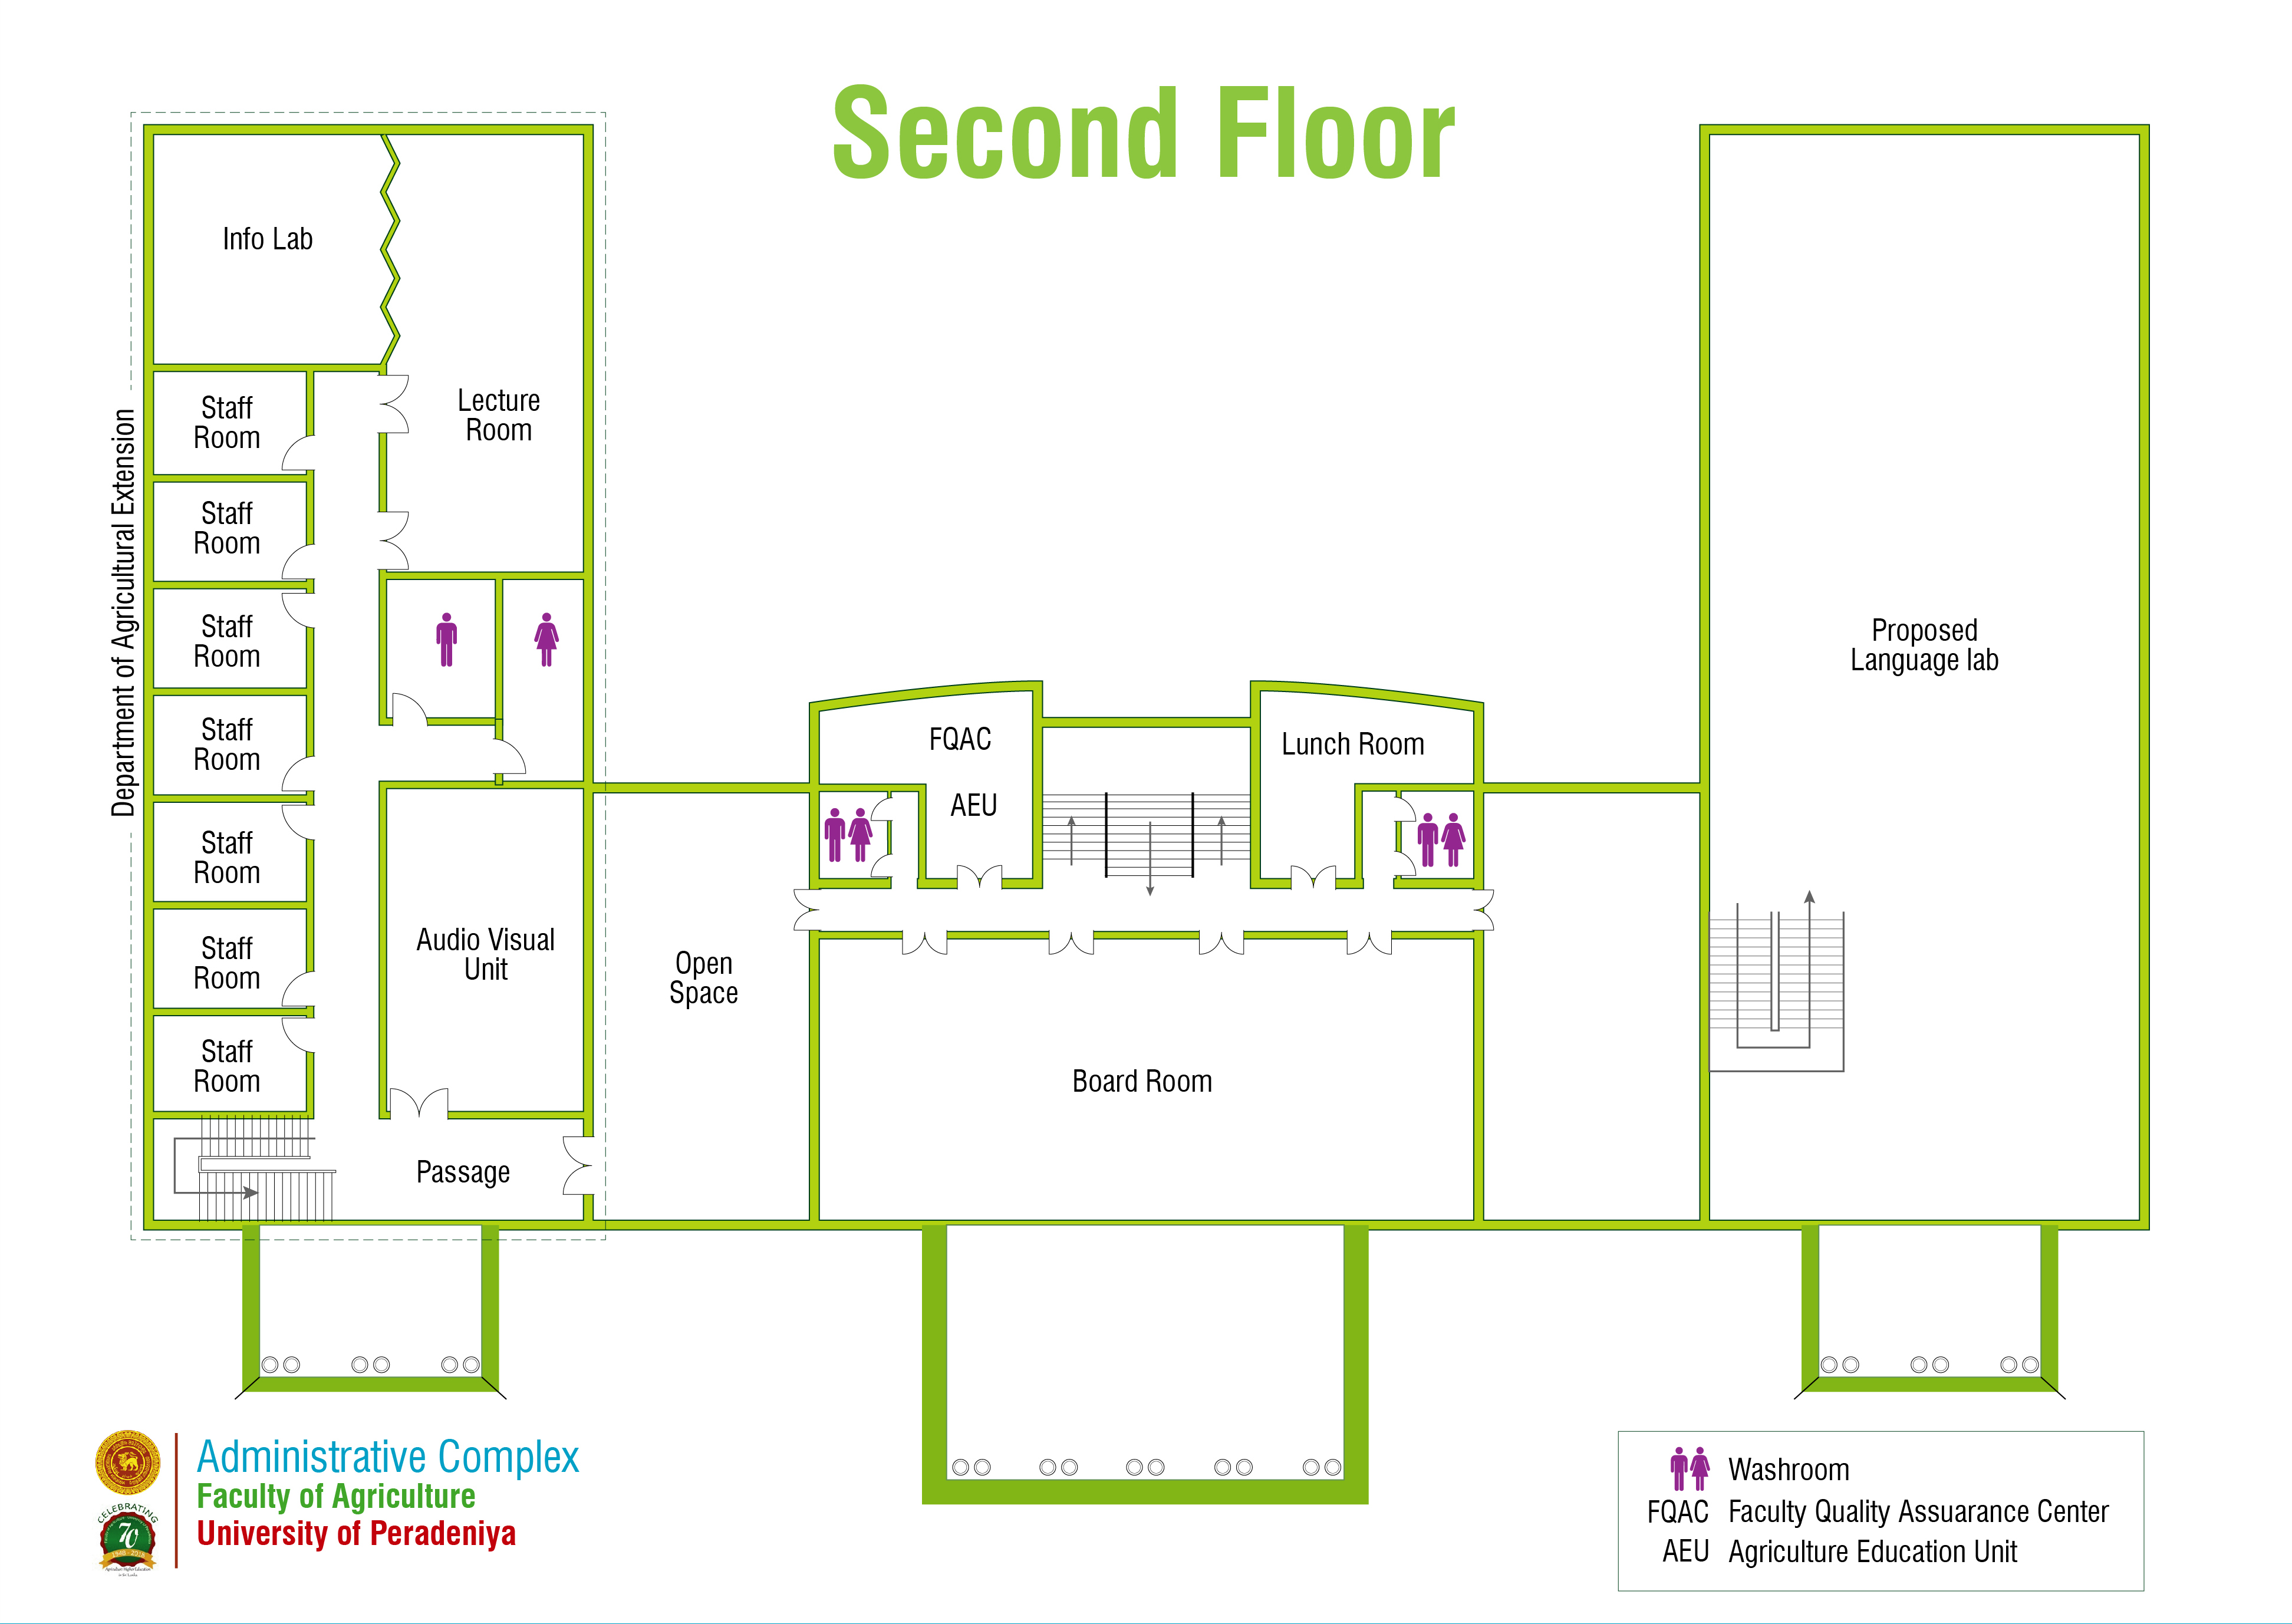 Second Floor
Info Lab
Lecture
Room
Staff
Room
Staff
Room
Staff
Room
Staff
Room
Staff
Room
Staff
Room
Staff
Room
Department of Agricultural Extension
Audio Visual
Unit
Passage
Open
Space
FQAC
AEU
Lunch Room
Board Room
Proposed
Language lab
Administrative Complex
Faculty of Agriculture
University of Peradeniya
CELEBRATING
70
Washroom
FQAC Faculty Quality Assuarance Center
AEU Agriculture Education Unit